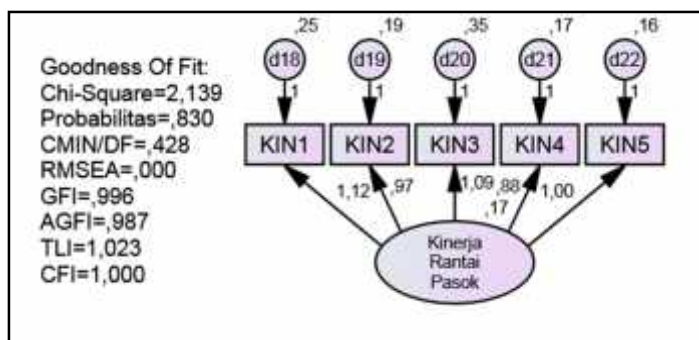 Goodness Of Fit:
Chi-Square=2,139
Probabilitas=,830
CMIN/DF=,428
RMSEA=,000
GFI=,996
AGFI=,987
TLI=1,023
CFI=1,000
,25 ,19 ,35 ,17 ,16
d18 d19 d20 d21 d22
1 1 1 1 1
KIN1 KIN2 KIN3 KIN4 KIN5
1,12 ,97 1,09 ,88 1,00
,17
Kinerja
Rantai
Pasok